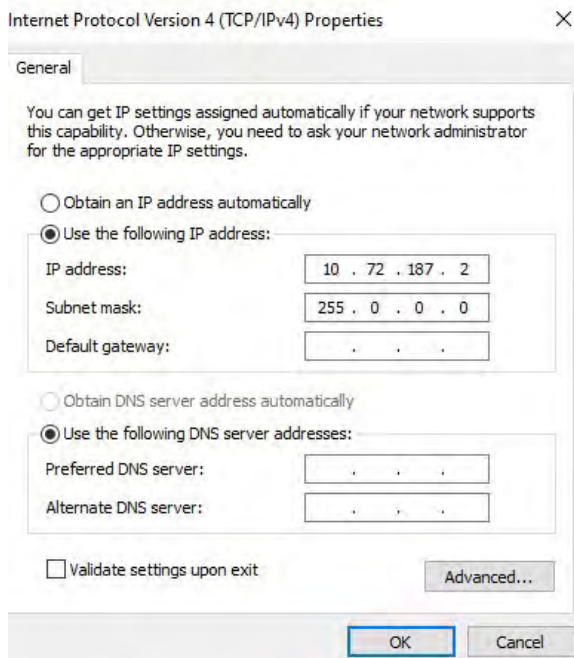 Internet Protocol Version 4 (TCP/IPv4) Properties
General
You can get IP settings assigned automatically if your network supports
this capability. Otherwise, you need to ask your network administrator
for the appropriate IP settings.
Obtain an IP address automatically
Use the following IP address:
IP address: 10 . 72 . 187 . 2
Subnet mask: 255 . 0 . 0 . 0
Default gateway: . . .
Obtain DNS server address automatically
Use the following DNS server addresses:
Preferred DNS server: . . .
Alternate DNS server: . . .
Validate settings upon exit
Advanced...
OK Cancel